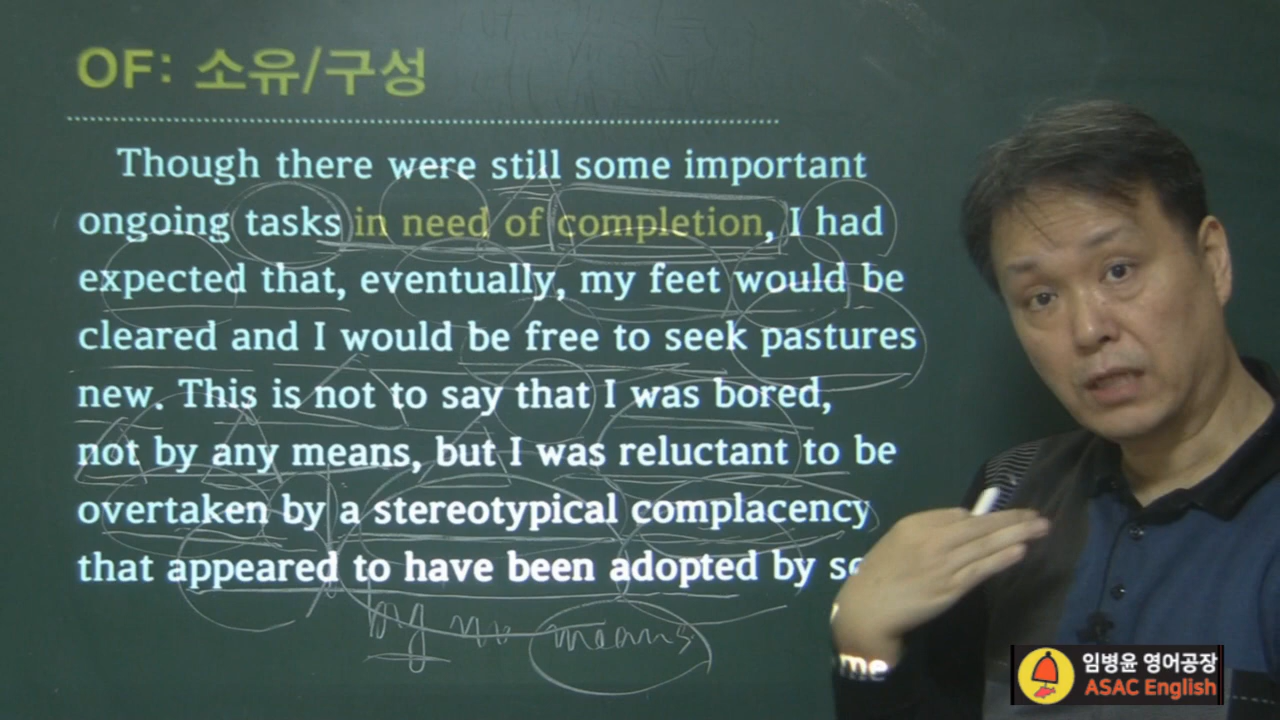 OF: 소유/구성
Though there were still some important
ongoing tasks in need of completion, I had
expected that, eventually, my feet would be
cleared and I would be free to seek pastures
new. This is not to say that I was bored,
not by any means, but I was reluctant to be
overtaken by a stereotypical complacency
that appeared to have been adopted by so
me
by no means
임병윤 영어공장
ASAC English